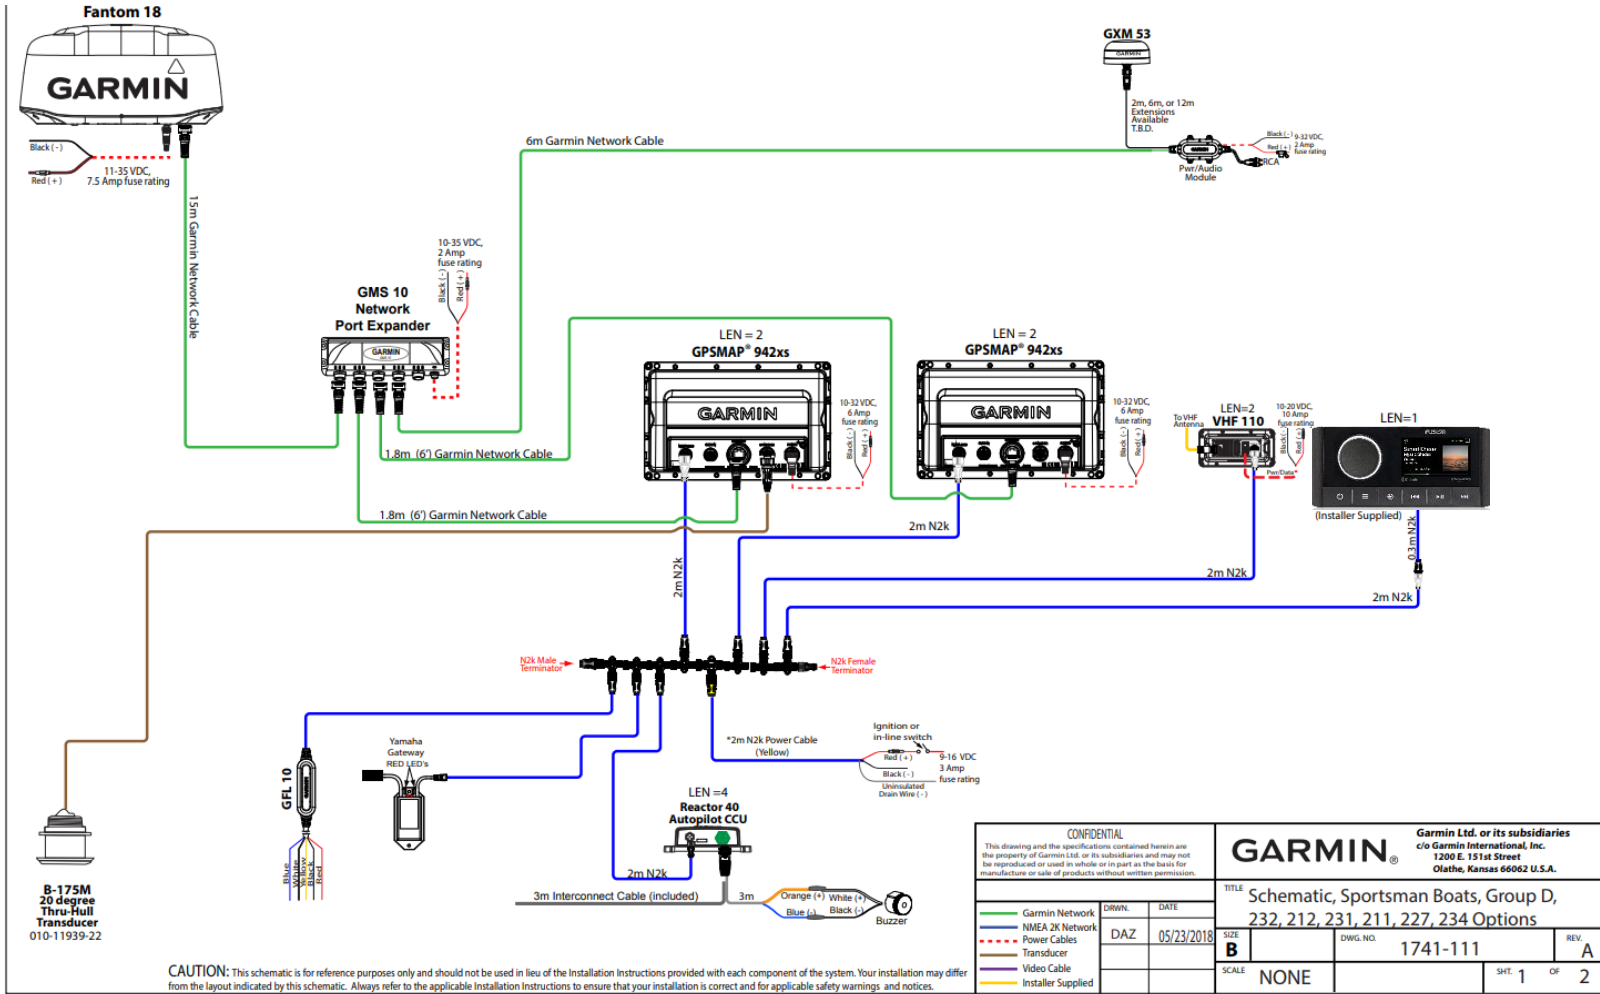 Fantom 18
GARMIN
Black ( - )
Red ( + )
11-35 VDC,
7.5 Amp fuse rating
15m Garmin Network Cable
GXM 53
GARMIN
2m, 6m, or 12m
Extensions
Available
T.B.D.
6m Garmin Network Cable
GARMIN
Pwr/Audio
Module
Black ( - )
Red ( + )
9-32 VDC,
2 Amp
fuse rating
RCA
10-35 VDC,
2 Amp
fuse rating
Black ( - )
Red ( + )
GMS 10
Network
Port Expander
GARMIN
1.8m (6') Garmin Network Cable
1.8m (6') Garmin Network Cable
LEN = 2
GPSMAP® 942xs
GARMIN
10-32 VDC,
6 Amp
fuse rating
Black ( - )
Red ( + )
LEN = 2
GPSMAP® 942xs
GARMIN
10-32 VDC,
6 Amp
fuse rating
Black ( - )
Red ( + )
To VHF
Antenna
LEN=2
VHF 110
10-20 VDC,
10 Amp
fuse rating
Black( - )
Red ( + )
Pwr/Data*
LEN=1
FUSION
(Installer Supplied)
0.3m N2k
2m N2k
2m N2k
2m N2k
2m N2k
N2k Male
Terminator
N2k Female
Terminator
GFL 10
GARMIN
Blue
White
Yellow
Black
Red
Yamaha
Gateway
RED LED's
*2m N2k Power Cable
(Yellow)
Ignition or
in-line switch
Red ( + )
Black ( - )
Uninsulated
Drain Wire ( - )
9-16 VDC
3 Amp
fuse rating
LEN =4
Reactor 40
Autopilot CCU
2m N2k
3m Interconnect Cable (included)
3m
Orange (+)
White (+)
Blue (-)
Black (-)
Buzzer
B-175M
20 degree
Thru-Hull
Transducer
010-11939-22
CAUTION: This schematic is for reference purposes only and should not be used in lieu of the Installation Instructions provided with each component of the system. Your installation may differ
from the layout indicated by this schematic. Always refer to the applicable Installation Instructions to ensure that your installation is correct and for applicable safety warnings and notices.
CONFIDENTIAL
This drawing and the specifications contained herein are
the property of Garmin Ltd. or its subsidiaries and may not
be reproduced or used in whole or in part as the basis for
manufacture or sale of products without written permission.
GARMIN®
Garmin Ltd. or its subsidiaries
c/o Garmin International, Inc.
1200 E. 151st Street
Olathe, Kansas 66062 U.S.A.
Garmin Network
NMEA 2K Network
Power Cables
Transducer
Video Cable
Installer Supplied
DRWN.
DATE
DAZ
05/23/2018
TITLE
Schematic, Sportsman Boats, Group D,
232, 212, 231, 211, 227, 234 Options
SIZE
B
DWG. NO.
1741-111
REV.
A
SCALE
NONE
SHT.
1
OF
2